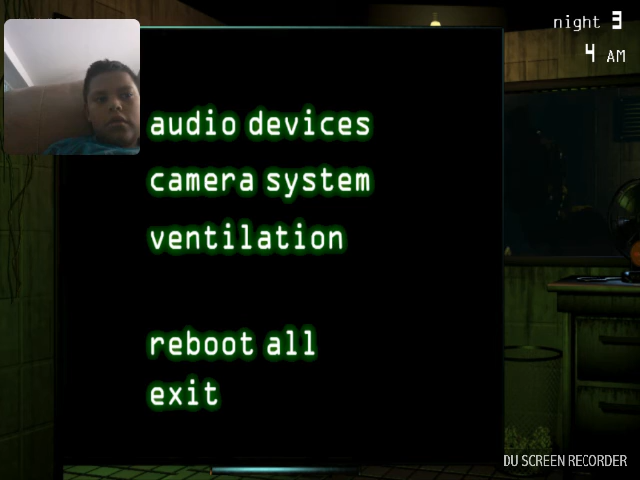 night 3
4 AM
audio devices
camera system
ventilation
reboot all
exit
DU SCREEN RECORDER